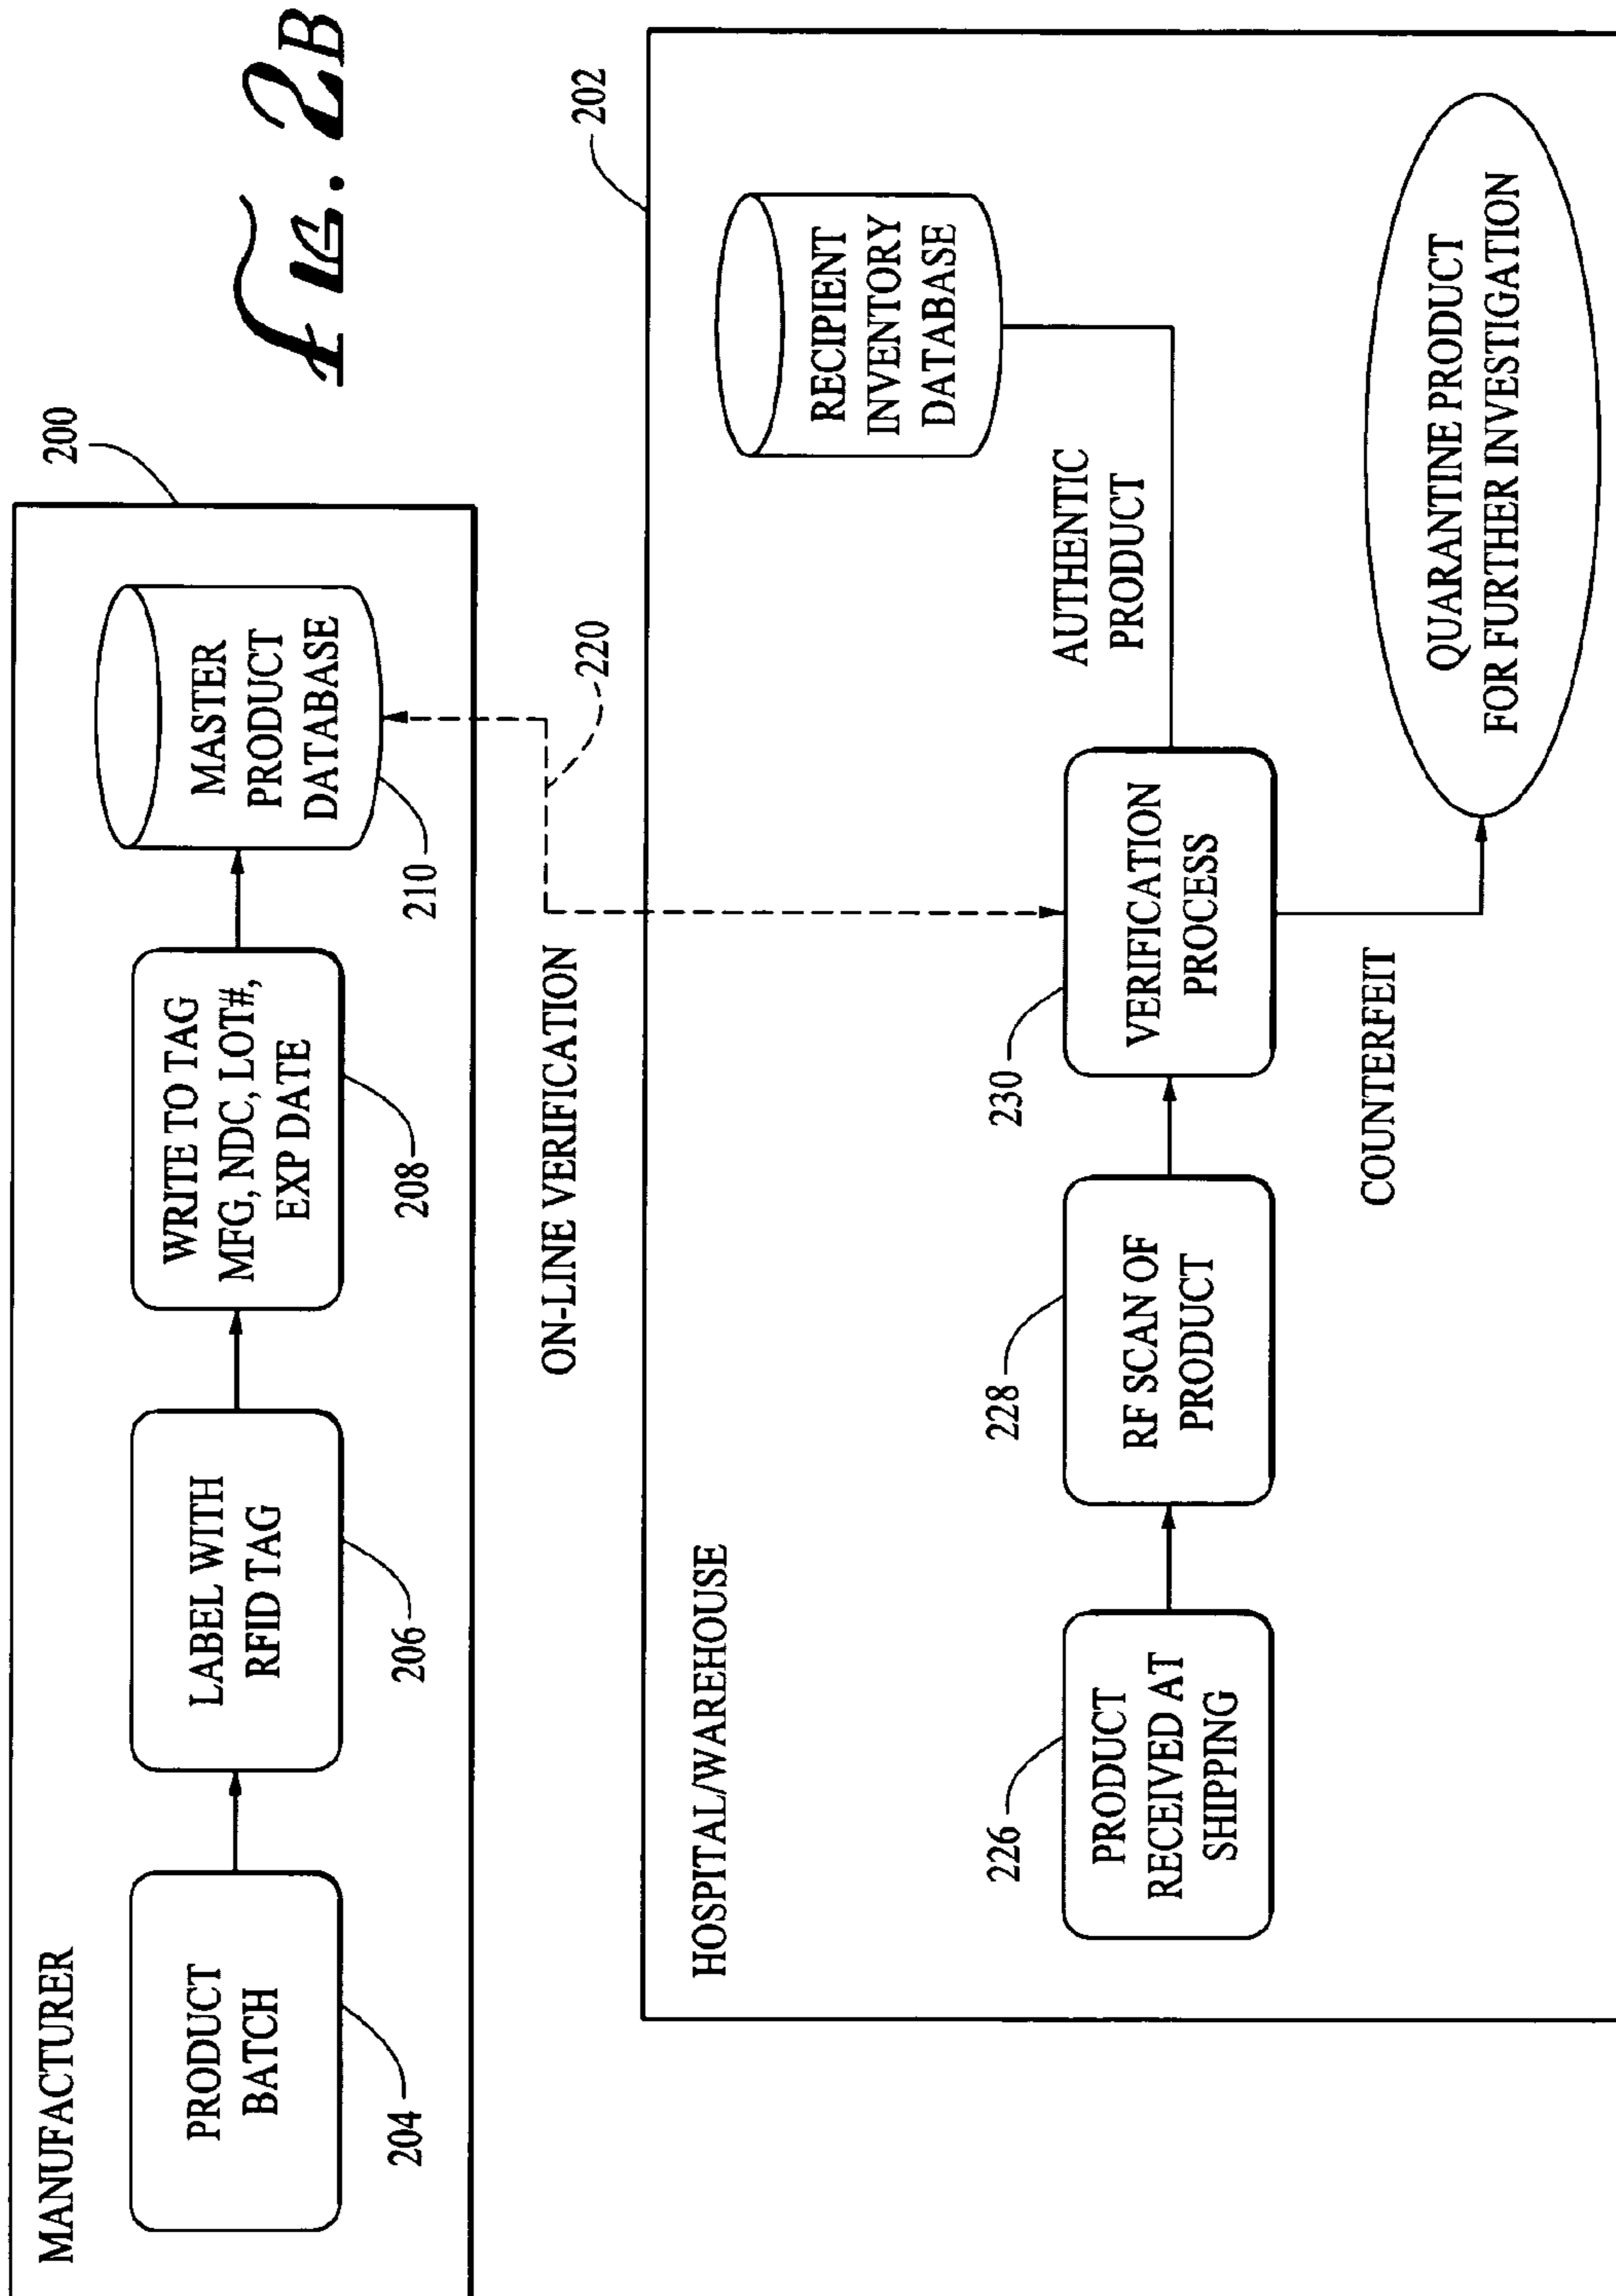 Fig. 2B
MANUFACTURER
200
PRODUCT
BATCH
204
LABEL WITH
RFID TAG
206
WRITE TO TAG
MFG, NDC, LOT#,
EXP DATE
208
MASTER
PRODUCT
DATABASE
210
ON-LINE VERIFICATION
220
202
HOSPITAL/WAREHOUSE
226
PRODUCT
RECEIVED AT
SHIPPING
228
RF SCAN OF
PRODUCT
230
VERIFICATION
PROCESS
AUTHENTIC
PRODUCT
RECIPIENT
INVENTORY
DATABASE
COUNTERFEIT
QUARANTINE PRODUCT
FOR FURTHER INVESTIGATION